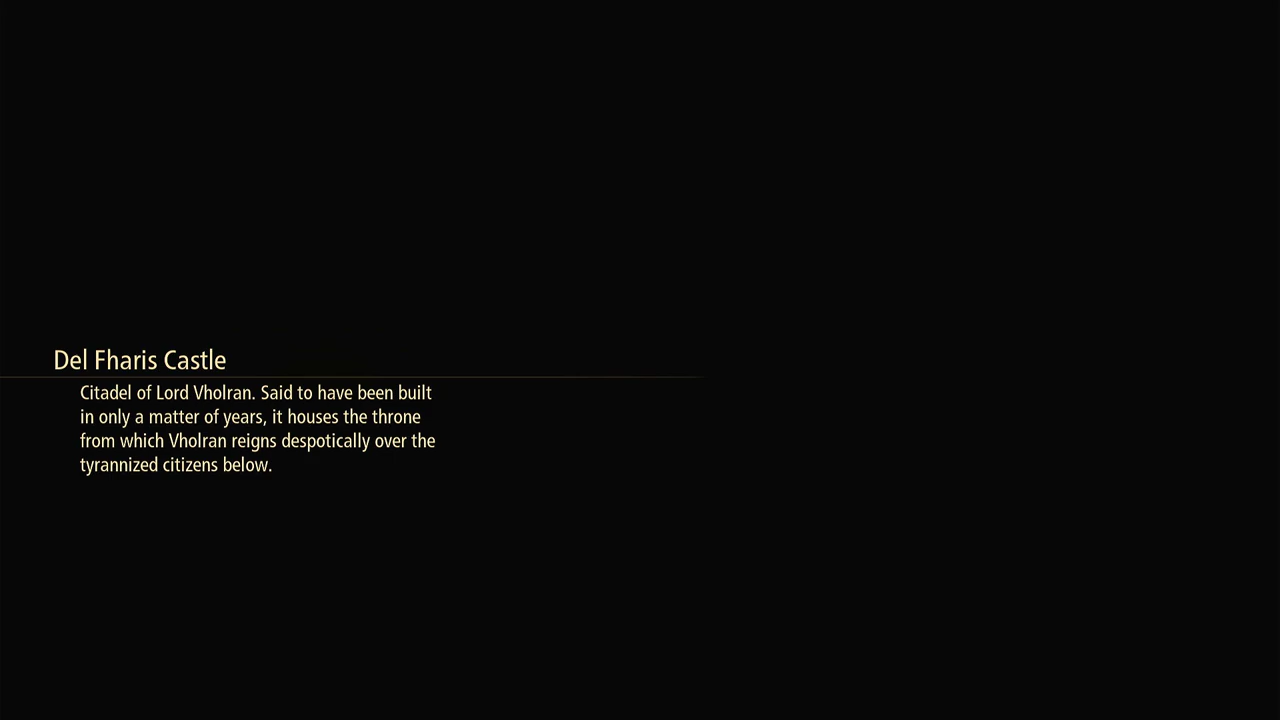 Del Fharis Castle
Citadel of Lord Vholran. Said to have been built
in only a matter of years, it houses the throne
from which Vholran reigns despotically over the
tyrannized citizens below.